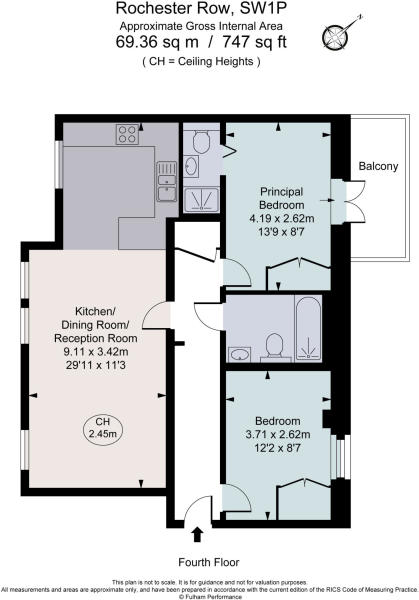 Rochester Row, SW1P
Approximate Gross Internal Area
69.36 sq m / 747 sq ft
( CH = Ceiling Heights )
Balcony
Principal
Bedroom
4.19 x 2.62m
13'9 x 8'7
Kitchen/
Dining Room/
Reception Room
9.11 x 3.42m
29'11 x 11'3
CH
2.45m
Bedroom
3.71 x 2.62m
12'2 x 8'7
Fourth Floor
This plan is not to scale. It is for guidance and not for valuation purposes.
All measurements and areas are approximate only, and have been prepared in accordance with the current edition of the RICS Code of Measuring Practice.
© Fulham Performance